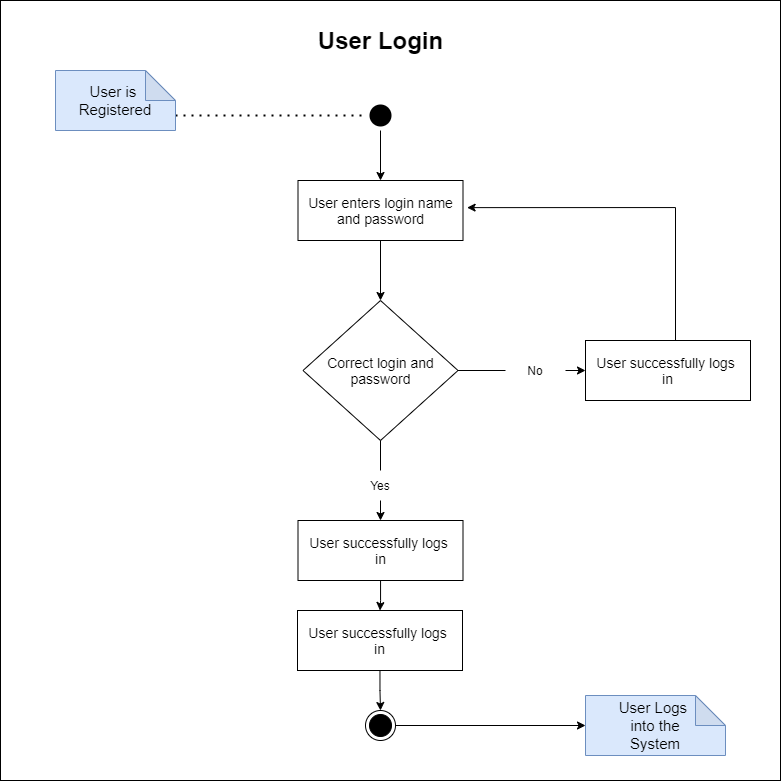 User Login
User is
Registered
User enters login name
and password
Correct login and
password
No
User successfully logs
in
Yes
User successfully logs
in
User successfully logs
in
User Logs
into the
System